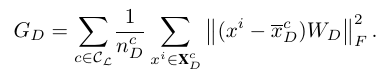 $$G_D = \sum_{c \in \mathcal{C}_{\mathcal{L}}} \frac{1}{n_D^c} \sum_{x^i \in \mathbf{X}_D^c} \left\| (x^i - \overline{x}_D^c) W_D \right\|_F^2 .$$